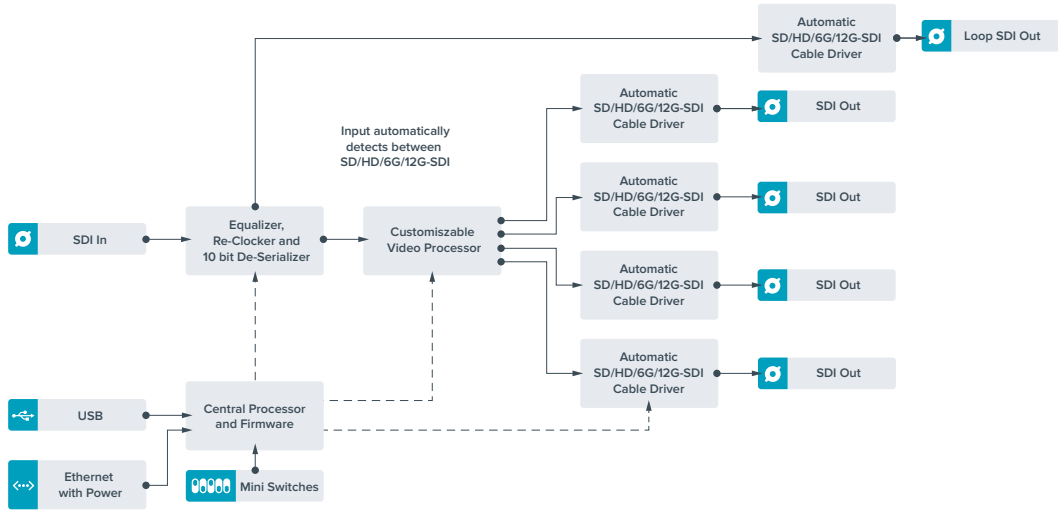 Automatic
SD/HD/6G/12G-SDI
Cable Driver
Loop SDI Out
Automatic
SD/HD/6G/12G-SDI
Cable Driver
SDI Out
Input automatically
detects between
SD/HD/6G/12G-SDI
Automatic
SD/HD/6G/12G-SDI
Cable Driver
SDI Out
SDI In
Equalizer,
Re-Clocker and
10 bit De-Serializer
Customiszable
Video Processor
Automatic
SD/HD/6G/12G-SDI
Cable Driver
SDI Out
Automatic
SD/HD/6G/12G-SDI
Cable Driver
SDI Out
USB
Central Processor
and Firmware
Ethernet
with Power
Mini Switches